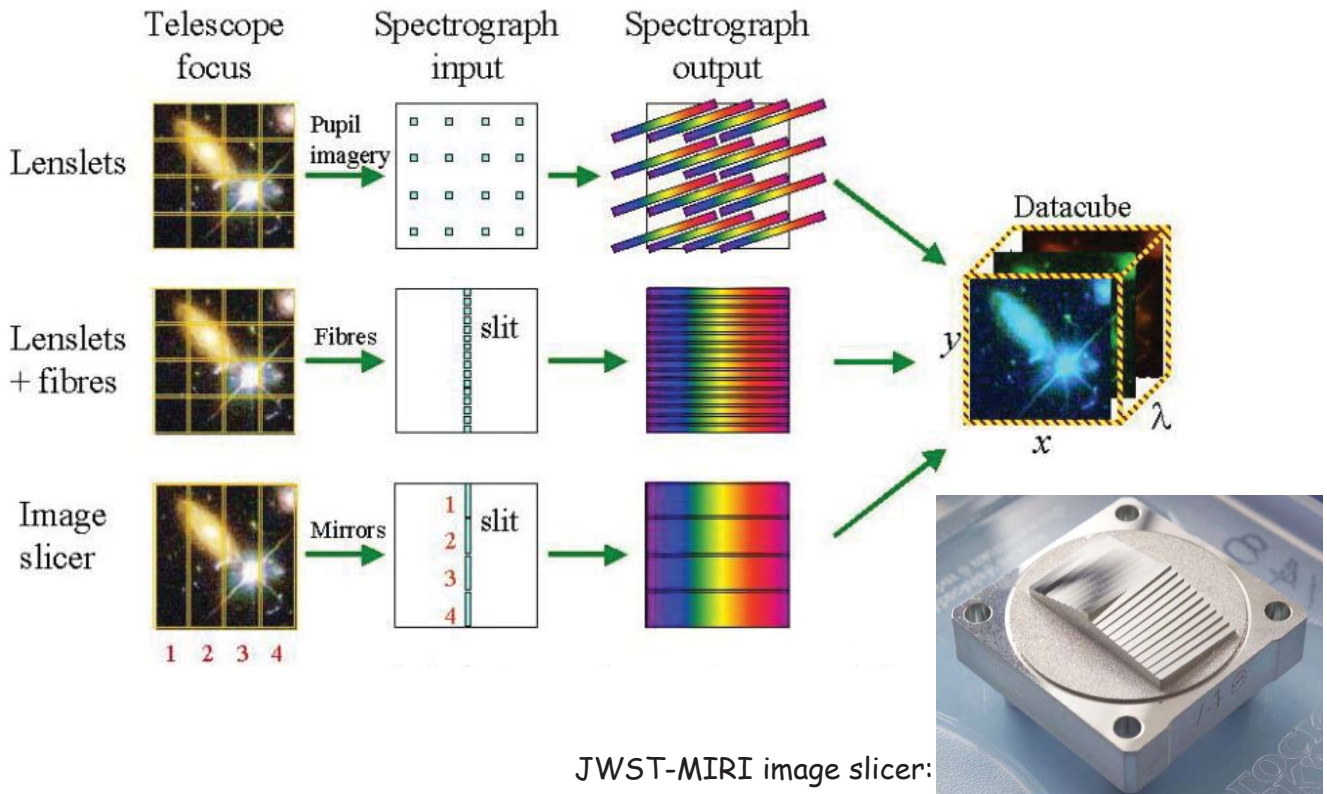 Telescope
focus
Spectrograph
input
Spectrograph
output
Lenslets
Pupil
imagery
Datacube
Lenslets
+ fibres
Fibres
slit
y
x
λ
Image
slicer
Mirrors
1
2
3
4
slit
1 2 3 4
JWST-MIRI image slicer: